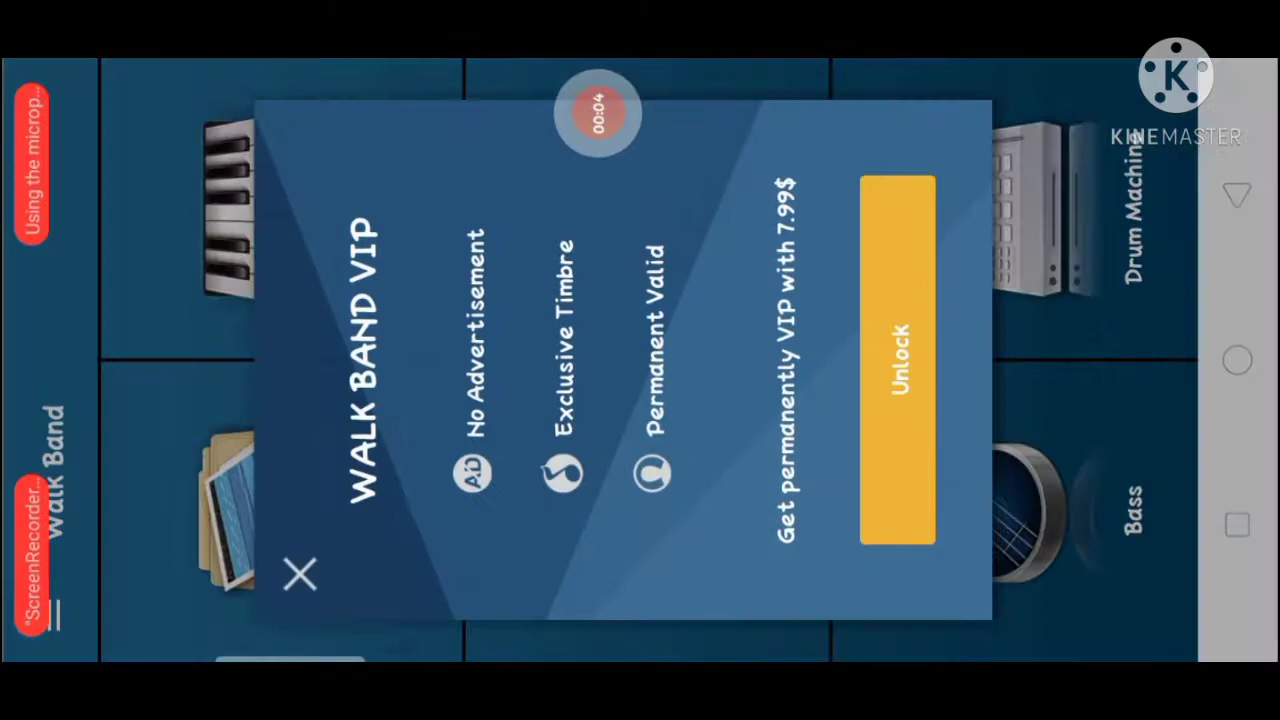 "ScreenRecorder...
Using the microp...
Walk Band
WALK BAND VIP
AD
No Advertisement
Exclusive Timbre
Permanent Valid
Get permanently VIP with 7.99$
Unlock
Bass
Drum Machine
00:04
K
KINEMASTER